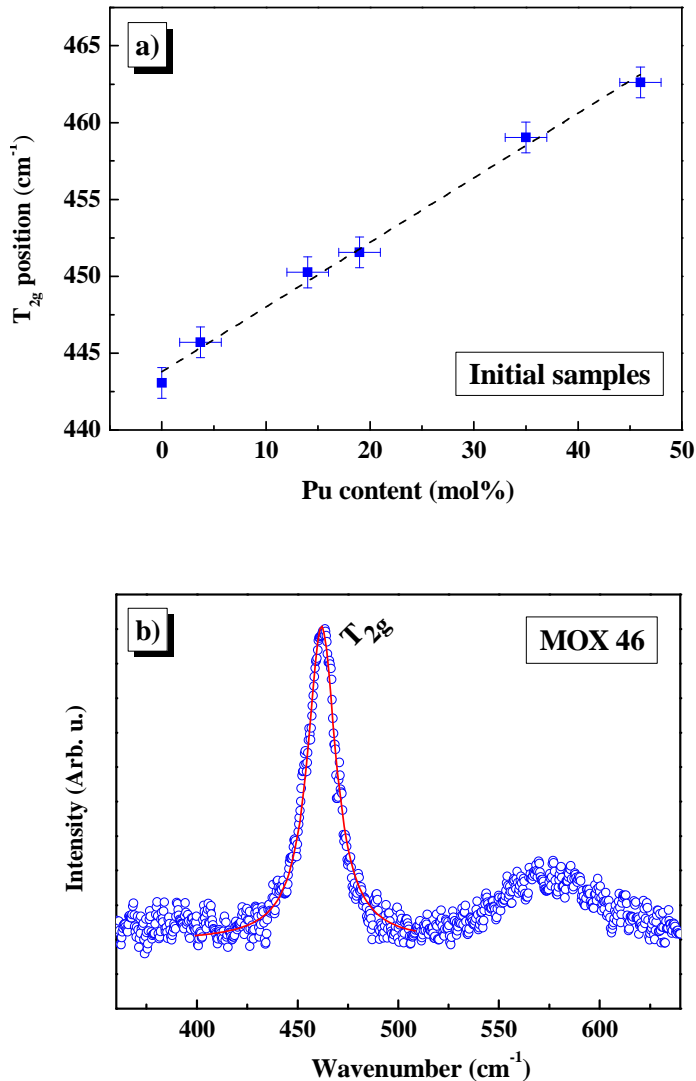 a)
465
460
455
450
445
440
T₂g position (cm⁻¹)
Initial samples
0 10 20 30 40 50
Pu content (mol%)
b)
T₂g
MOX 46
Intensity (Arb. u.)
400 450 500 550 600
Wavenumber (cm⁻¹)